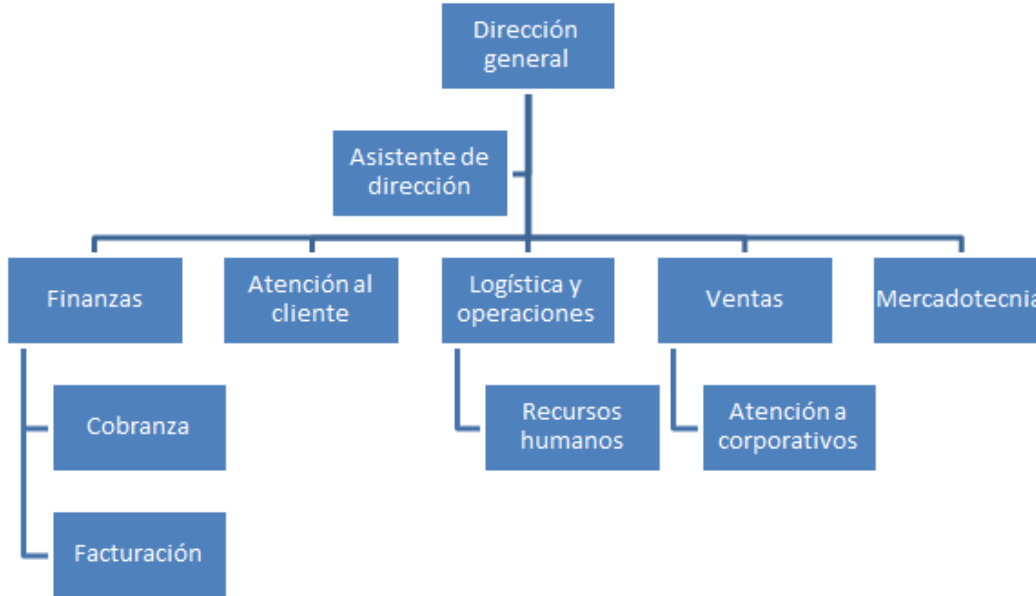 Dirección
general
Asistente de
dirección
Finanzas
Atención al
cliente
Logística y
operaciones
Ventas
Mercadotecnia
Cobranza
Recursos
humanos
Atención a
corporativos
Facturación